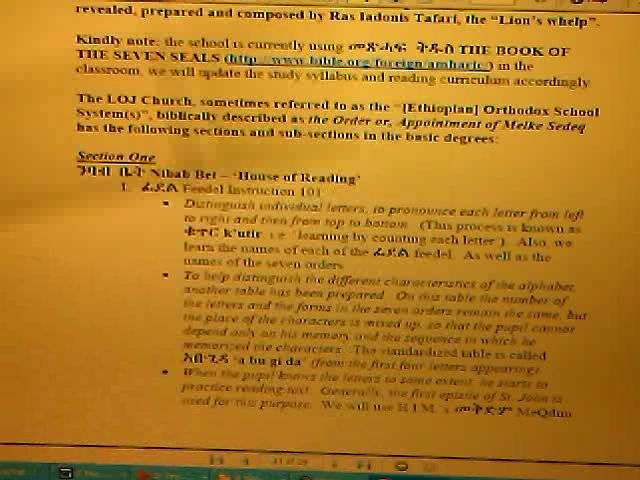 revealed, prepared and composed by Ras Iadonis Tafari, the "Lion's whelp".
Kindly note: the school is currently using መጽሐፍ ቅዱስ THE BOOK OF
THE SEVEN SEALS (http://www.bible.org/foreign/amharic) in the
classroom, we will update the study syllabus and reading curriculum accordingly
The LOJ Church, sometimes referred to as the "[Ethiopian] Orthodox School
System(s)", biblically described as the Order or, Appointment of Melke Sedeq
has the following sections and sub-sections in the basic degrees:
Section One
ንባብ ቤት Nibab Bet – 'House of Reading'
1. ፊደል Feedel Instruction 101
▪ Distinguish individual letters, to pronounce each letter from left
to right and then from top to bottom. (This process is known as
ቁጥር k'utir, i.e. 'learning by counting each letter'). Also, we
learn the names of each of the ፊደል feedel. As well as the
names of the seven orders
▪ To help distinguish the different characteristics of the alphabet,
another table has been prepared. On this table the number of
the letters and the forms in the seven orders remain the same, but
the place of the characters is mixed up, so that the pupil cannot
depend only on his memory and the sequence in which he
memorized the characters. The standardized table is called
አቡጊዳ 'a bu gi da' (from the first four letters appearing)
▪ When the pupil knows the letters to some extent, he starts to
practice reading text. Generally, the first epistle of St. John is
used for this purpose. We will use H.I.M.'s መቅድም MeQdim